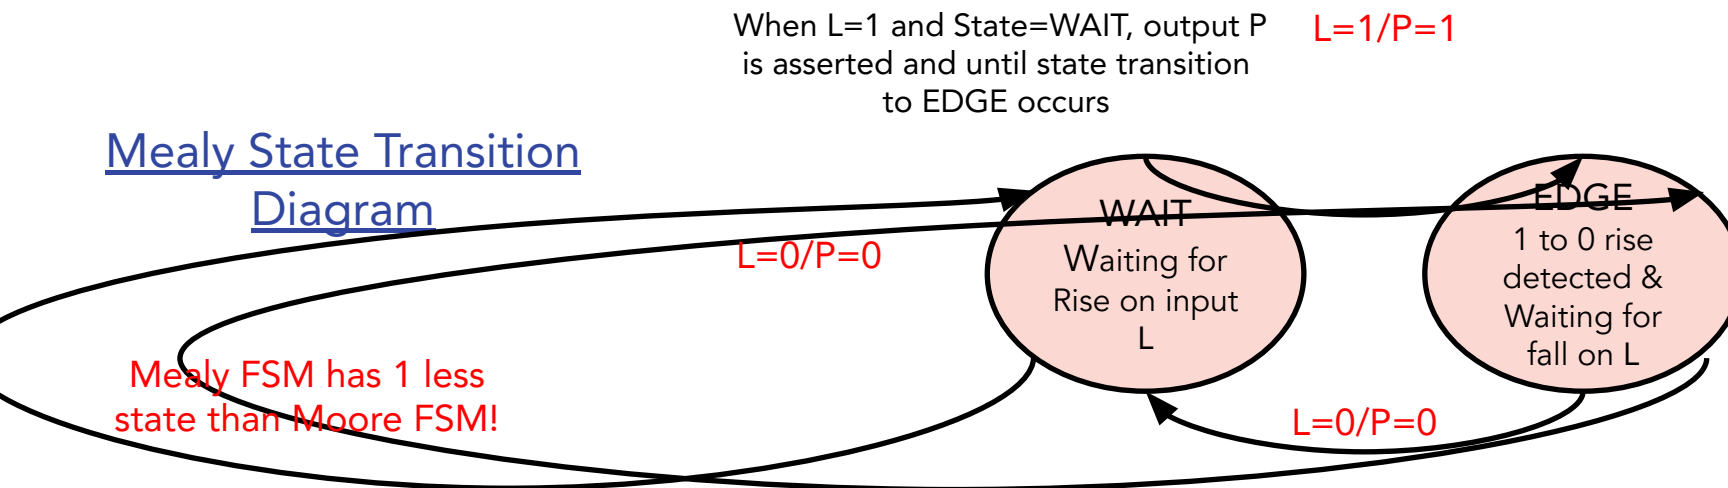 When L=1 and State=WAIT, output P
is asserted and until state transition
to EDGE occurs
L=1/P=1
Mealy State Transition
Diagram
L=0/P=0
WAIT
Waiting for
Rise on input
L
EDGE
1 to 0 rise
detected &
Waiting for
fall on L
Mealy FSM has 1 less
state than Moore FSM!
L=0/P=0